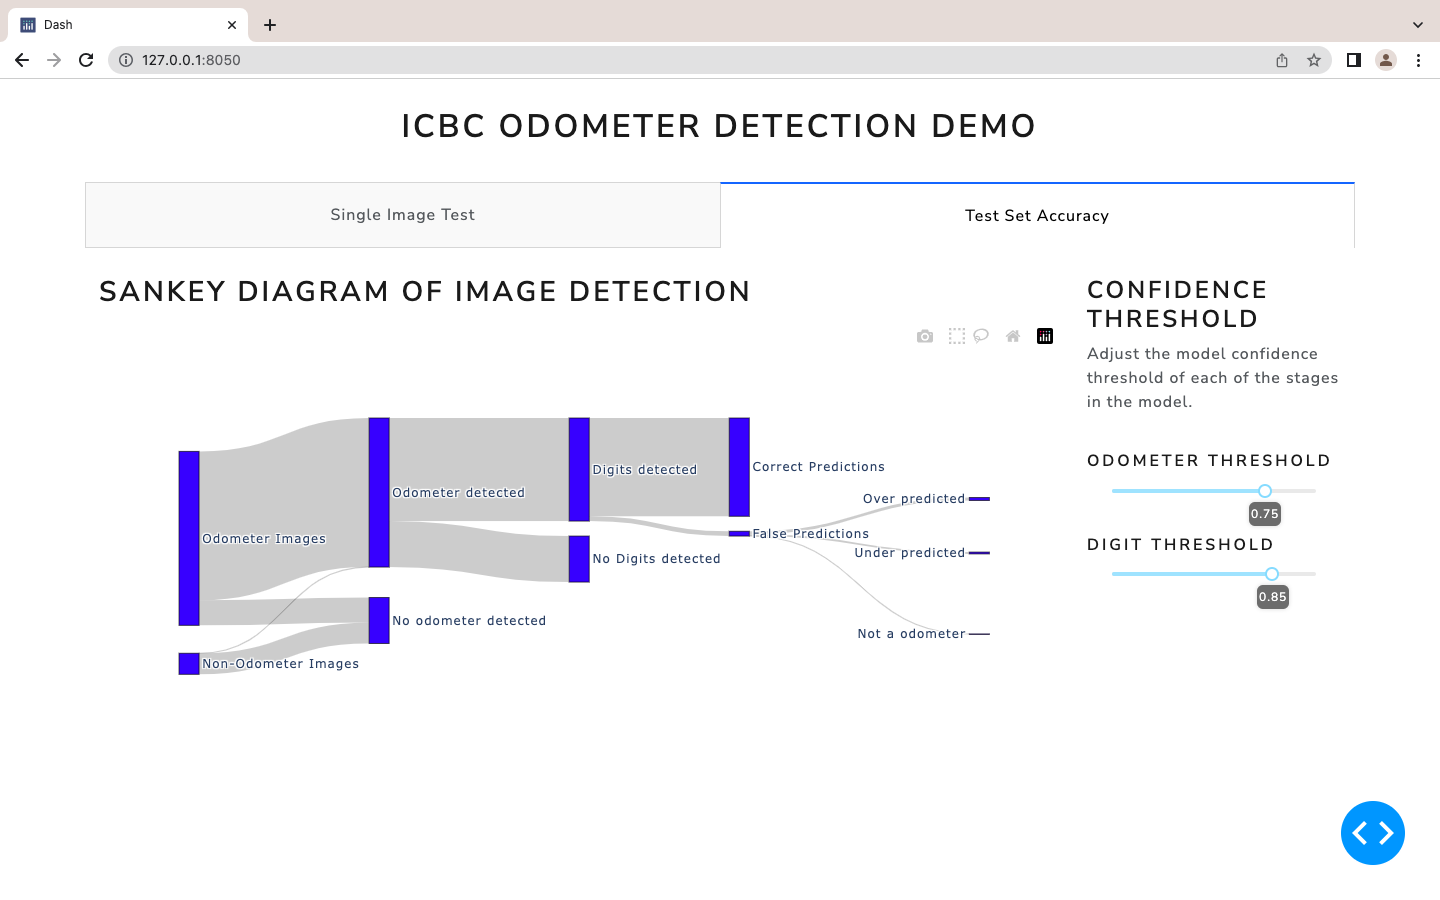 Dash
127.0.0.1:8050
ICBC ODOMETER DETECTION DEMO
Single Image Test
Test Set Accuracy
SANKEY DIAGRAM OF IMAGE DETECTION
Odometer Images
Non-Odometer Images
Odometer detected
No odometer detected
Digits detected
No Digits detected
Correct Predictions
False Predictions
Over predicted
Under predicted
Not a odometer
CONFIDENCE
THRESHOLD
Adjust the model confidence
threshold of each of the stages
in the model.
ODOMETER THRESHOLD
0.75
DIGIT THRESHOLD
0.85